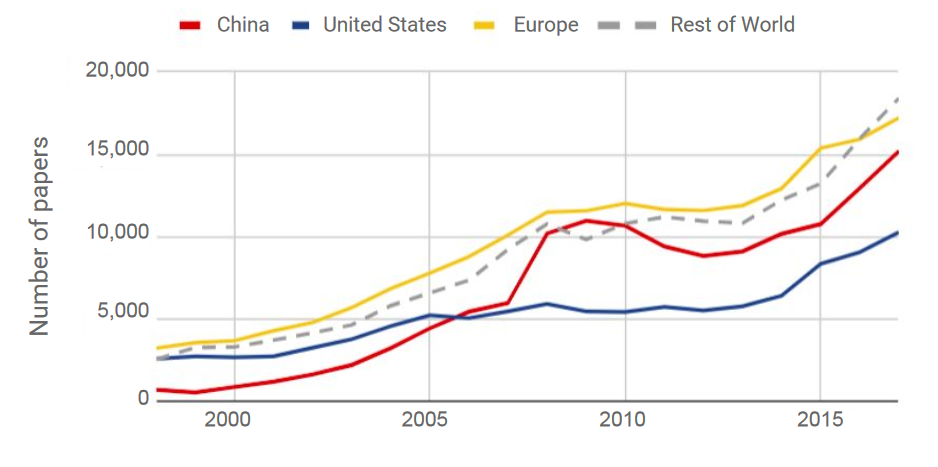 China United States Europe Rest of World
Number of papers
20,000
15,000
10,000
5,000
0
2000 2005 2010 2015